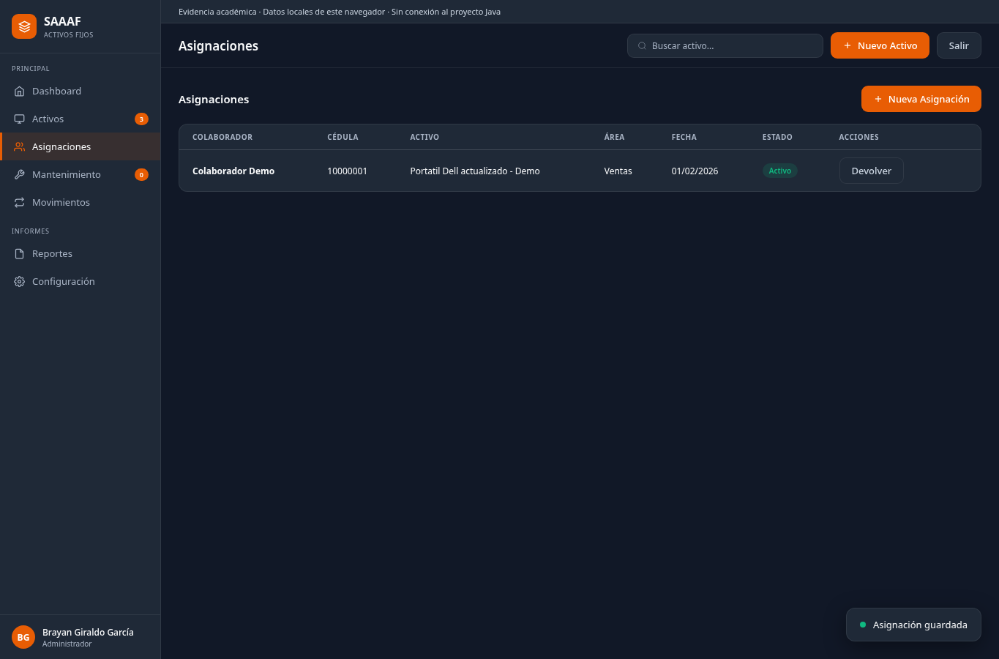 SAAAF
ACTIVOS FIJOS
PRINCIPAL
Dashboard
Activos 3
Asignaciones
Mantenimiento 0
Movimientos
INFORMES
Reportes
Configuración
BG
Brayan Giraldo García
Administrador
Evidencia académica · Datos locales de este navegador · Sin conexión al proyecto Java
Asignaciones
Buscar activo...
+ Nuevo Activo
Salir
Asignaciones
+ Nueva Asignación
COLABORADOR CÉDULA ACTIVO ÁREA FECHA ESTADO ACCIONES
Colaborador Demo 10000001 Portatil Dell actualizado - Demo Ventas 01/02/2026 Activo Devolver
Asignación guardada